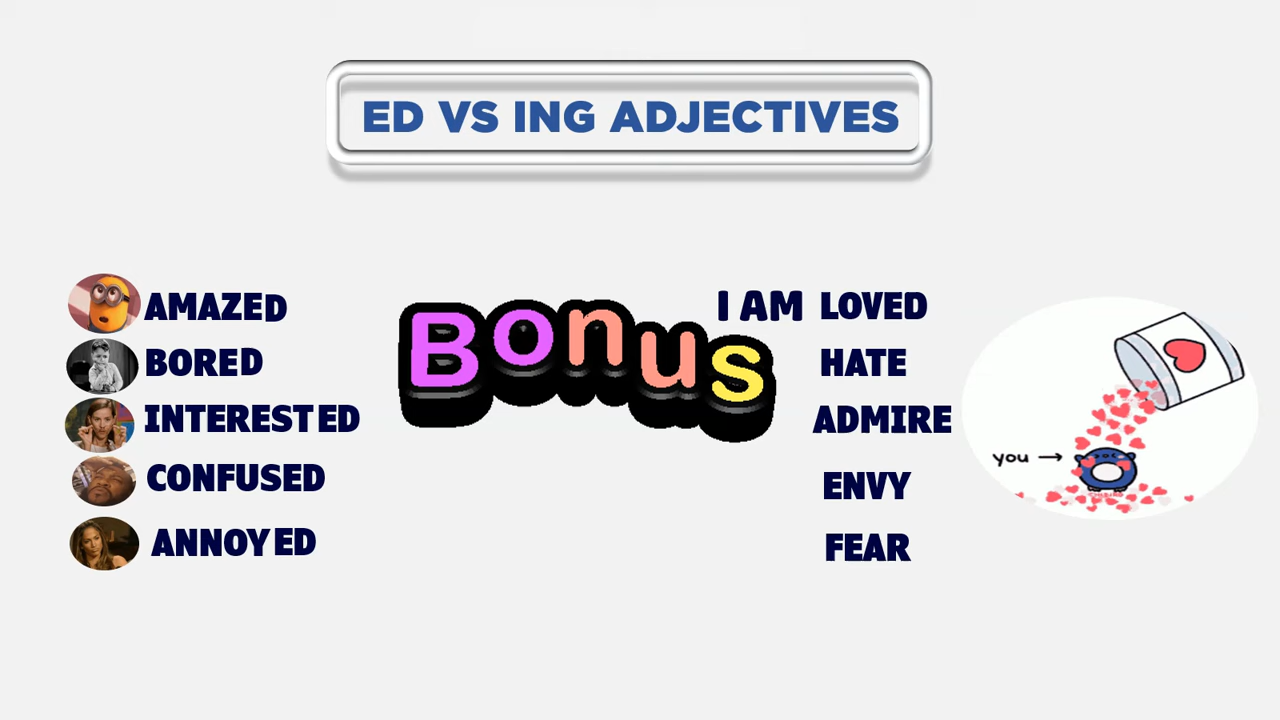 ED VS ING ADJECTIVES
AMAZED
BORED
INTERESTED
CONFUSED
ANNOYED
Bonus
I AM LOVED
HATE
ADMIRE
ENVY
FEAR
you →